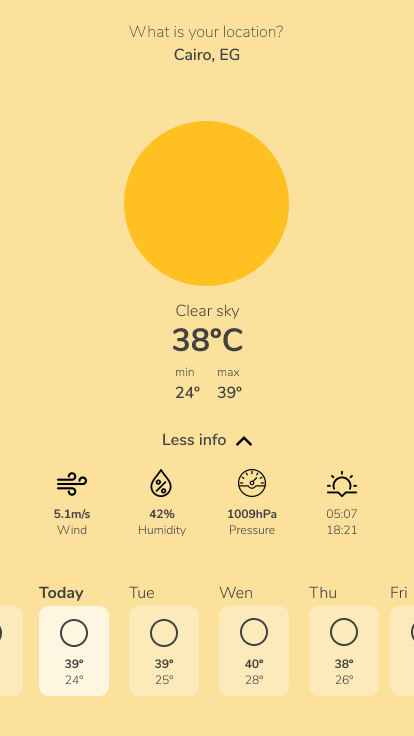 What is your location?
Cairo, EG
Clear sky
38°C
min max
24° 39°
Less info
5.1m/s 42% 1009hPa 05:07
Wind Humidity Pressure 18:21
Today Tue Wed Thu Fri
39° 39° 40° 38°
24° 25° 28° 26°